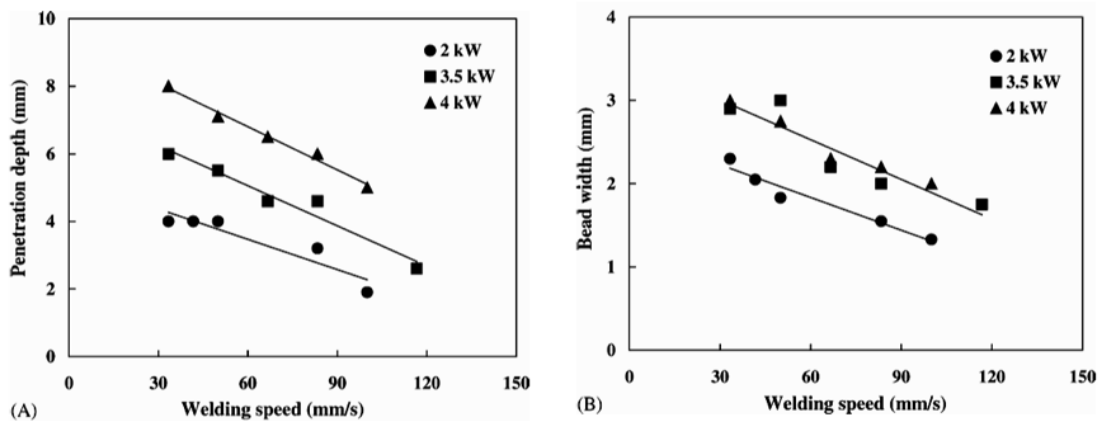 10
8
6
4
2
0
Penetration depth (mm)
2 kW
3.5 kW
4 kW
0 30 60 90 120 150
Welding speed (mm/s)
(A)
4
3
2
1
0
Bead width (mm)
2 kW
3.5 kW
4 kW
0 30 60 90 120 150
Welding speed (mm/s)
(B)